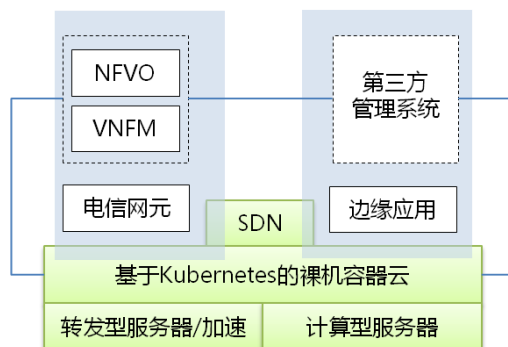 NFVO
VNFM
第三方
管理系统
电信网元
边缘应用
SDN
基于Kubernetes的裸机容器云
转发型服务器/加速
计算型服务器